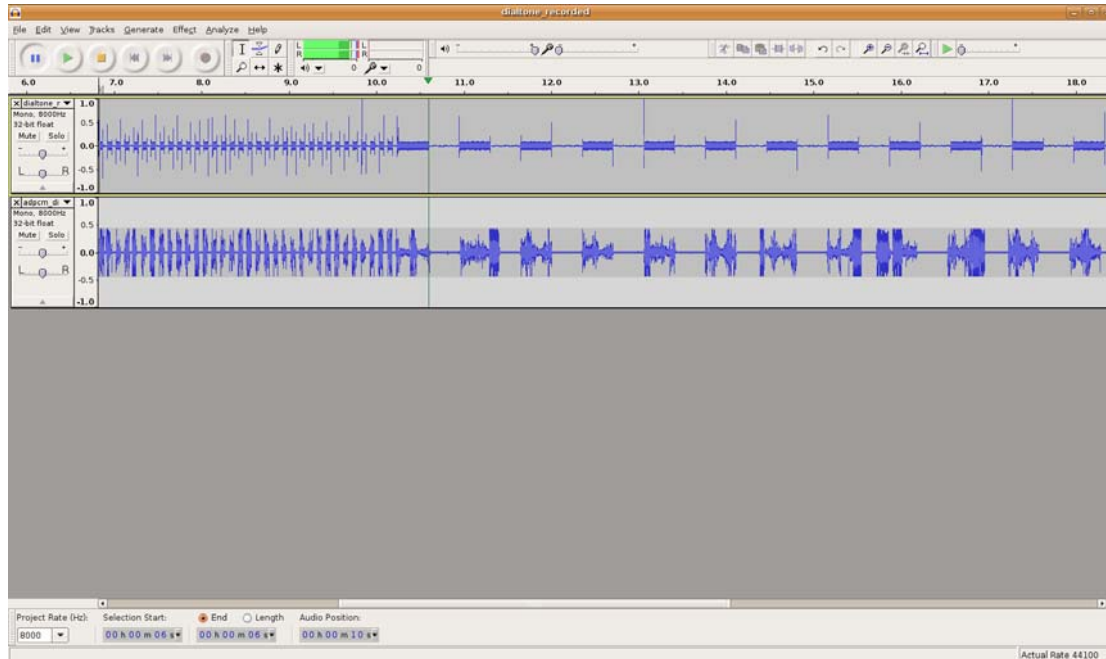 dialtone_recorded
File Edit View Tracks Generate Effect Analyze Help
L
R
L
R
0
0
6.0 7.0 8.0 9.0 10.0 11.0 12.0 13.0 14.0 15.0 16.0 17.0 18.0
X dialtone_r
Mono, 8000Hz
32-bit float
Mute Solo
- +
L R
1.0
0.5
0.0
-0.5
-1.0
X adpcm_di
Mono, 8000Hz
32-bit float
Mute Solo
- +
L R
1.0
0.5
0.0
-0.5
-1.0
Project Rate (Hz): Selection Start: End Length Audio Position:
8000 00 h 00 m 06 s 00 h 00 m 06 s 00 h 00 m 10 s
Actual Rate 44100